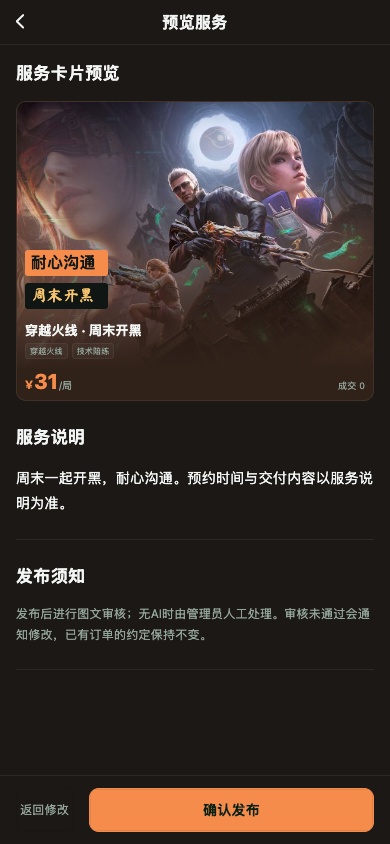 预览服务
服务卡片预览
耐心沟通
周末开黑
穿越火线 · 周末开黑
穿越火线 技术陪练
¥31/局 成交 0
服务说明
周末一起开黑，耐心沟通。预约时间与交付内容以服务说
明为准。
发布须知
发布后进行图文审核；无AI时由管理员人工处理。审核未通过会通
知修改，已有订单的约定保持不变。
返回修改 确认发布